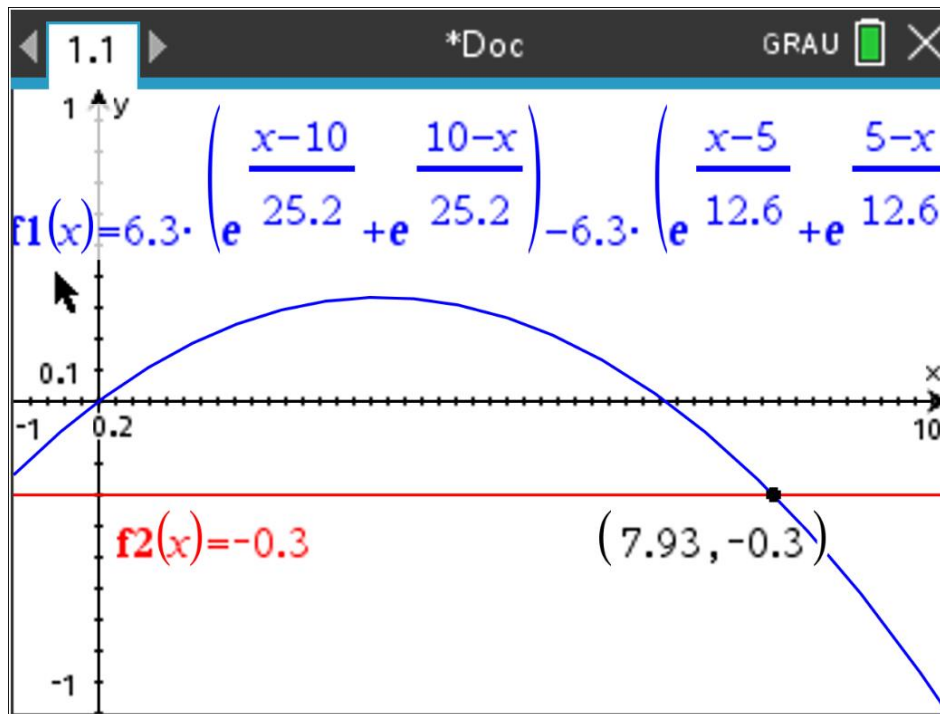 1.1 *Doc GRAU
1 y
f1(x)=6.3·(e^((x-10)/25.2)+e^((10-x)/25.2))-6.3·(e^((x-5)/12.6)+e^((5-x)/12.6
0.1 x
-1 0.2 10
f2(x)=-0.3 (7.93,-0.3)
-1